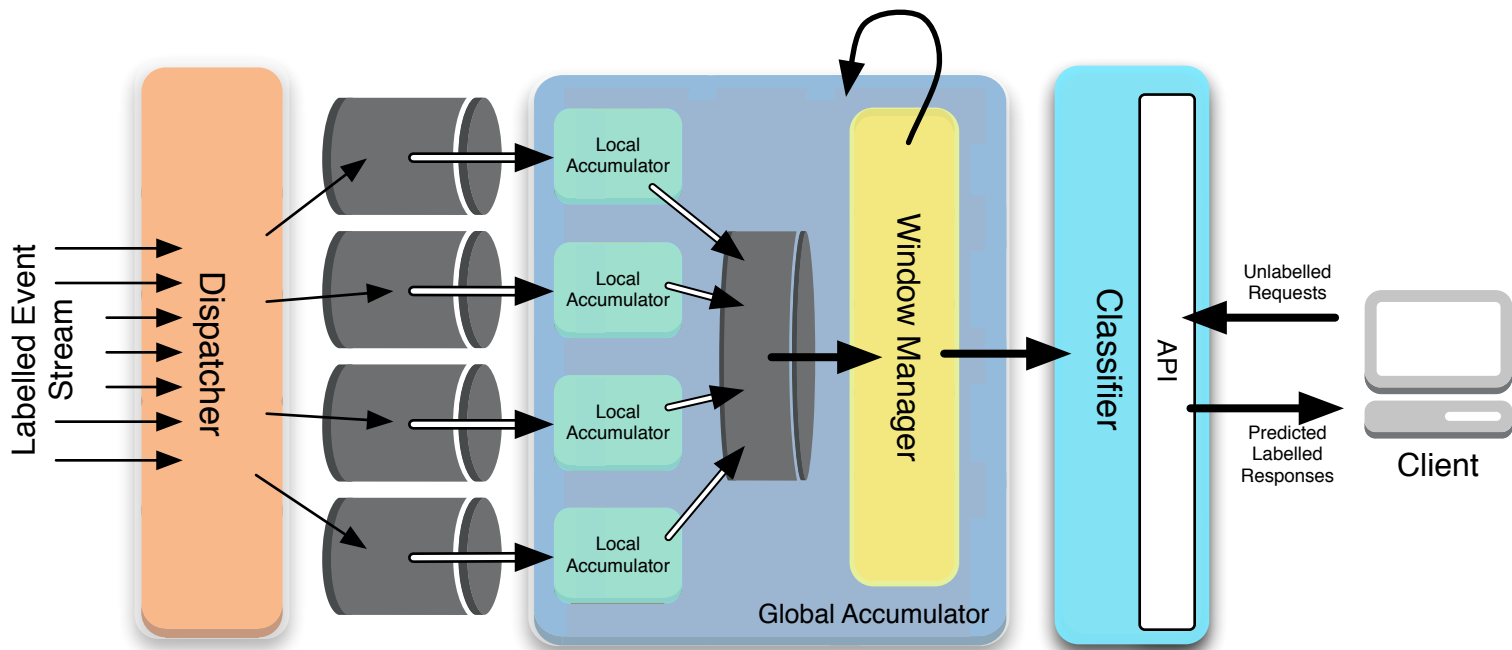 Labelled Event
Stream
Dispatcher
Local
Accumulator
Local
Accumulator
Local
Accumulator
Local
Accumulator
Window Manager
Global Accumulator
Classifier
API
Unlabelled
Requests
Predicted
Labelled
Responses
Client